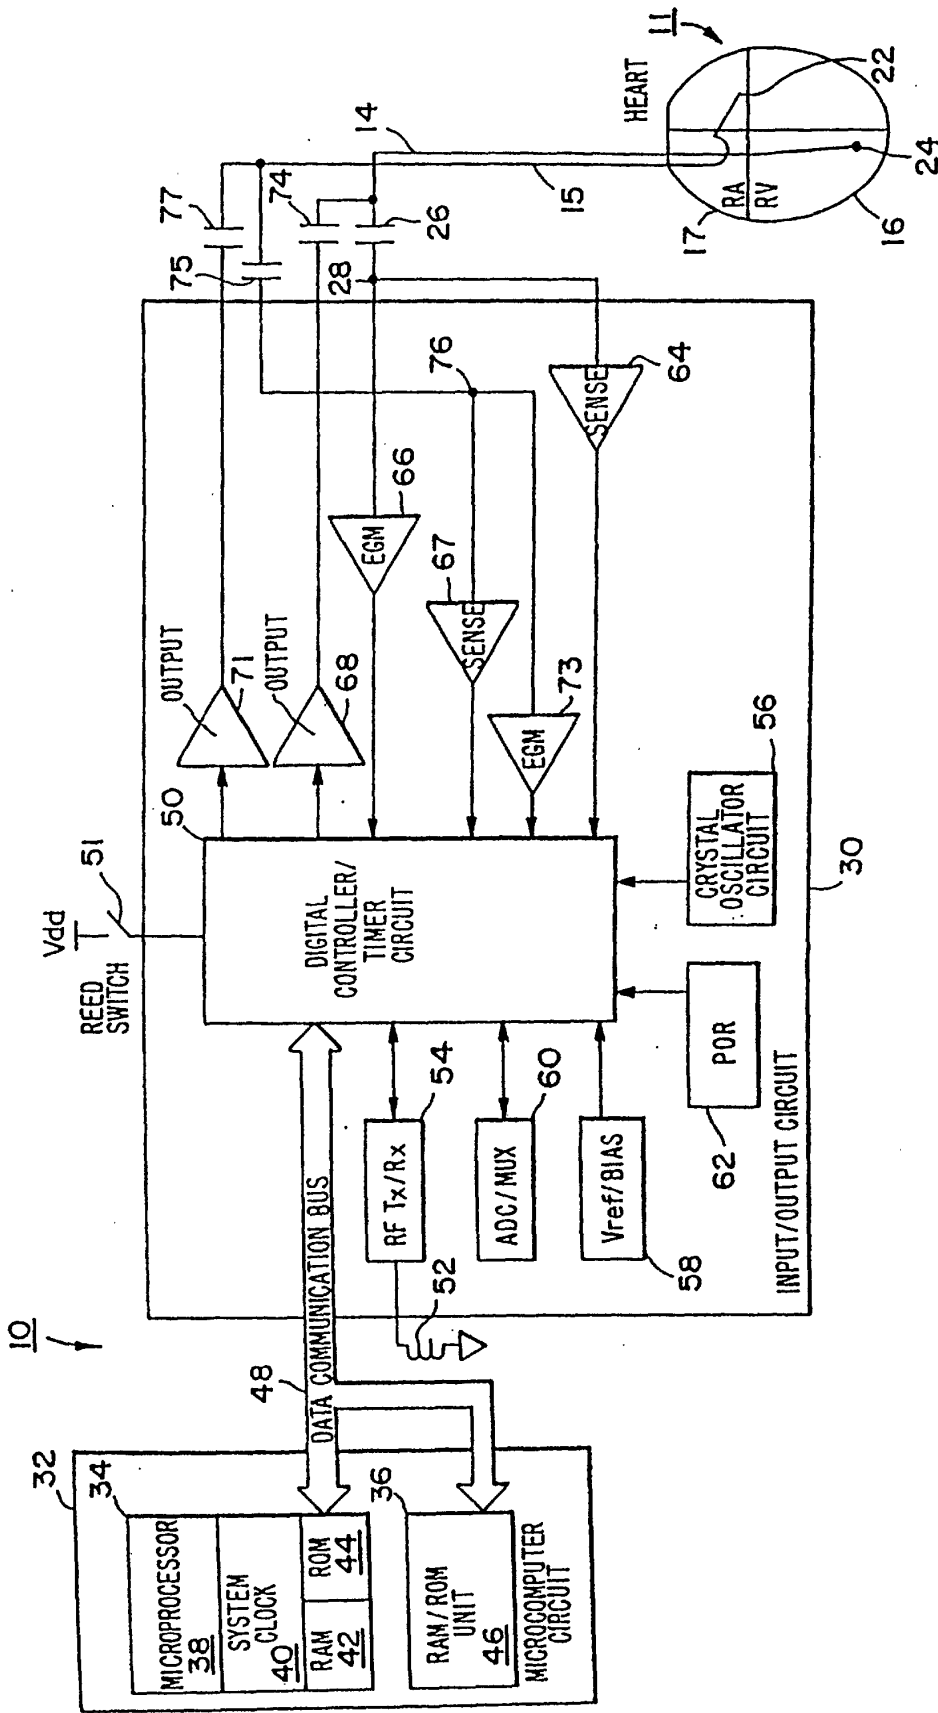 10
32
34
MICROPROCESSOR
38
SYSTEM
CLOCK
40
RAM
42
ROM
44
36
RAM/ROM
UNIT
46
MICROCOMPUTER
CIRCUIT
48
DATA COMMUNICATION BUS
Vdd
51
REED
SWITCH
50
DIGITAL
CONTROLLER/
TIMER
CIRCUIT
RF Tx/Rx
54
52
ADC/MUX
60
Vref/BIAS
58
POR
62
CRYSTAL
OSCILLATOR
CIRCUIT
56
INPUT/OUTPUT CIRCUIT
30
OUTPUT
71
OUTPUT
68
EGM
66
SENSE
67
EGM
73
SENSE
64
76
77
75
74
28
26
14
15
HEART
11
17
RA
RV
16
22
24